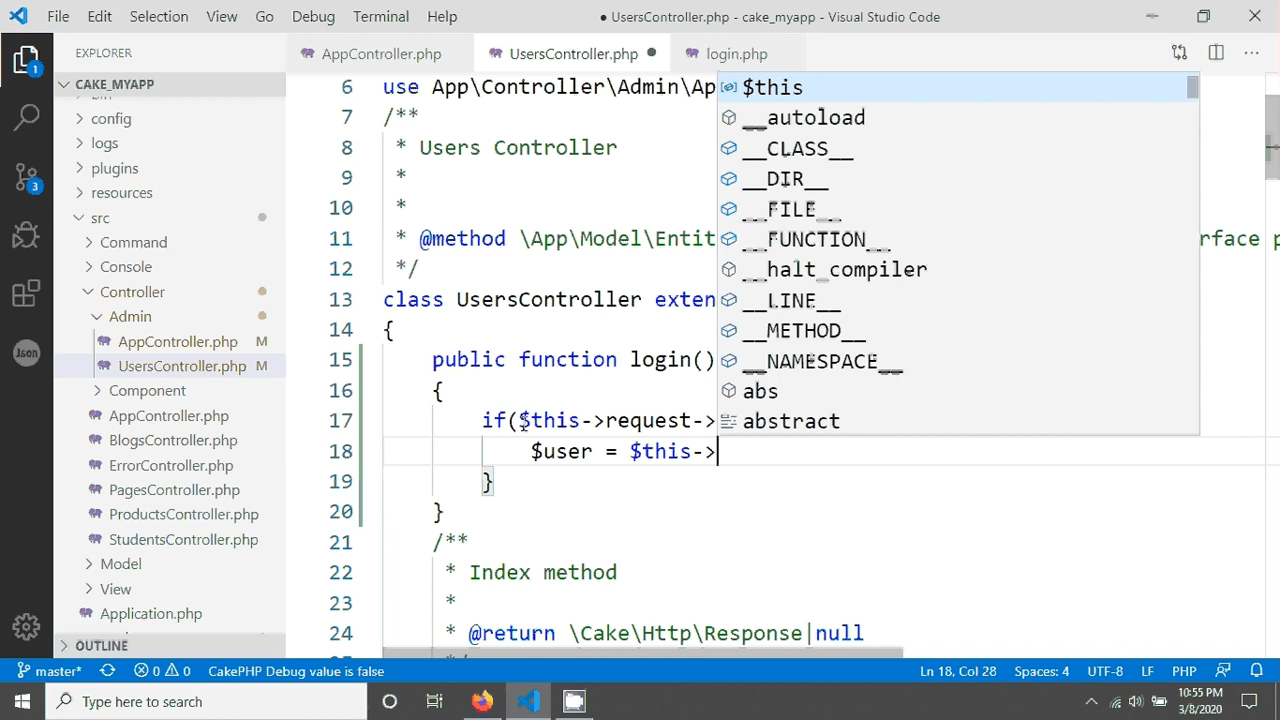 File Edit Selection View Go Debug Terminal Help
● UsersController.php - cake_myapp - Visual Studio Code
EXPLORER
AppController.php
UsersController.php
login.php
CAKE_MYAPP
config
logs
plugins
resources
src
Command
Console
Controller
Admin
AppController.php M
UsersController.php M
Component
AppController.php
BlogsController.php
ErrorController.php
PagesController.php
ProductsController.php
StudentsController.php
Model
View
Application.php
OUTLINE
1
3
Json
6 use App\Controller\Admin\Ap
7 /**
8 * Users Controller
9 *
10 *
11 * @method \App\Model\Entit
rface p
12 */
13 class UsersController exten
14 {
15 public function login()
16 {
17 if($this->request->
18 $user = $this->
19 }
20 }
21 /**
22 * Index method
23 *
24 * @return \Cake\Http\Response|null
$this
__autoload
__CLASS__
__DIR__
__FILE__
__FUNCTION__
__halt_compiler
__LINE__
__METHOD__
__NAMESPACE__
abs
abstract
master* 0 0 CakePHP Debug value is false Ln 18, Col 28 Spaces: 4 UTF-8 LF PHP
Type here to search
10:55 PM
3/8/2020